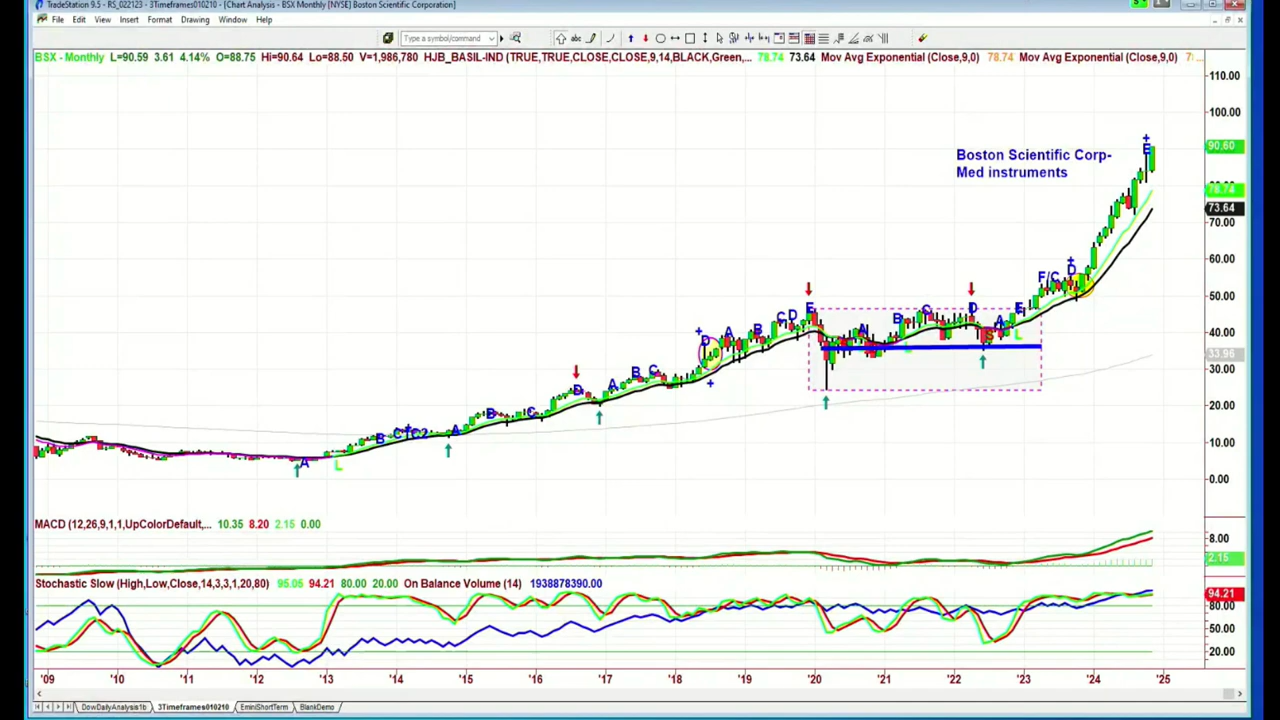 TradeStation 9.5 - RS_022123 - 3Timeframes010210 - [Chart Analysis - BSX Monthly [NYSE] Boston Scientific Corporation]
File Edit View Insert Format Drawing Window Help
Type a symbol/command
abc
BSX - Monthly L=90.59 3.61 4.14% O=88.75 Hi=90.64 Lo=88.50 V=1,986,780 HJB_BASIL-IND (TRUE,TRUE,CLOSE,CLOSE,9,14,BLACK,Green,... 78.74 73.64 Mov Avg Exponential (Close,9,0) 78.74 Mov Avg Exponential (Close,9,0)
110.00
100.00
Boston Scientific Corp-
Med instruments
E
90.60
78.74
73.64
70.00
60.00
F/C D
50.00
E C D B C D D A E
40.00
D A B A S L
33.96
30.00
D A B C
20.00
B C
10.00
B C C2 A
A L
0.00
MACD (12,26,9,1,1,UpColorDefault,... 10.35 8.20 2.15 0.00
8.00
2.15
Stochastic Slow (High,Low,Close,14,3,3,1,20,80) 95.05 94.21 80.00 20.00 On Balance Volume (14) 1938878390.00
94.21
80.00
50.00
20.00
'09 '10 '11 '12 '13 '14 '15 '16 '17 '18 '19 '20 '21 '22 '23 '24 '25
DowDailyAnalysis1b 3Timeframes010210 EminiShortTerm BlankDemo